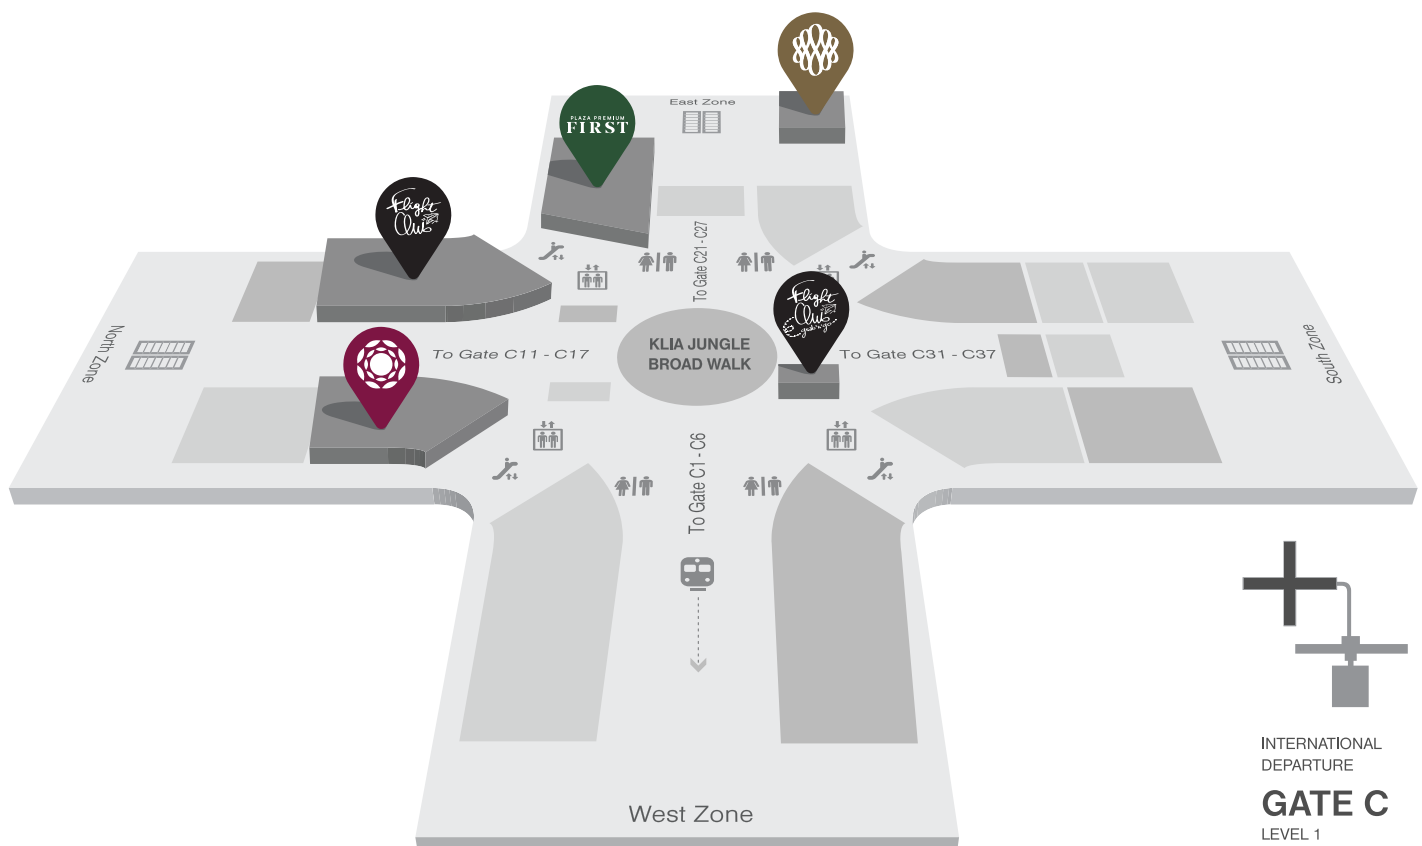 East Zone
PLAZA PREMIUM
FIRST
Flight
Club
To Gate C21 - C27
Flight
Club
grab 'n' go
North Zone
To Gate C11 - C17
KLIA JUNGLE
BROAD WALK
To Gate C31 - C37
South Zone
To Gate C1 - C6
West Zone
INTERNATIONAL
DEPARTURE
GATE C
LEVEL 1